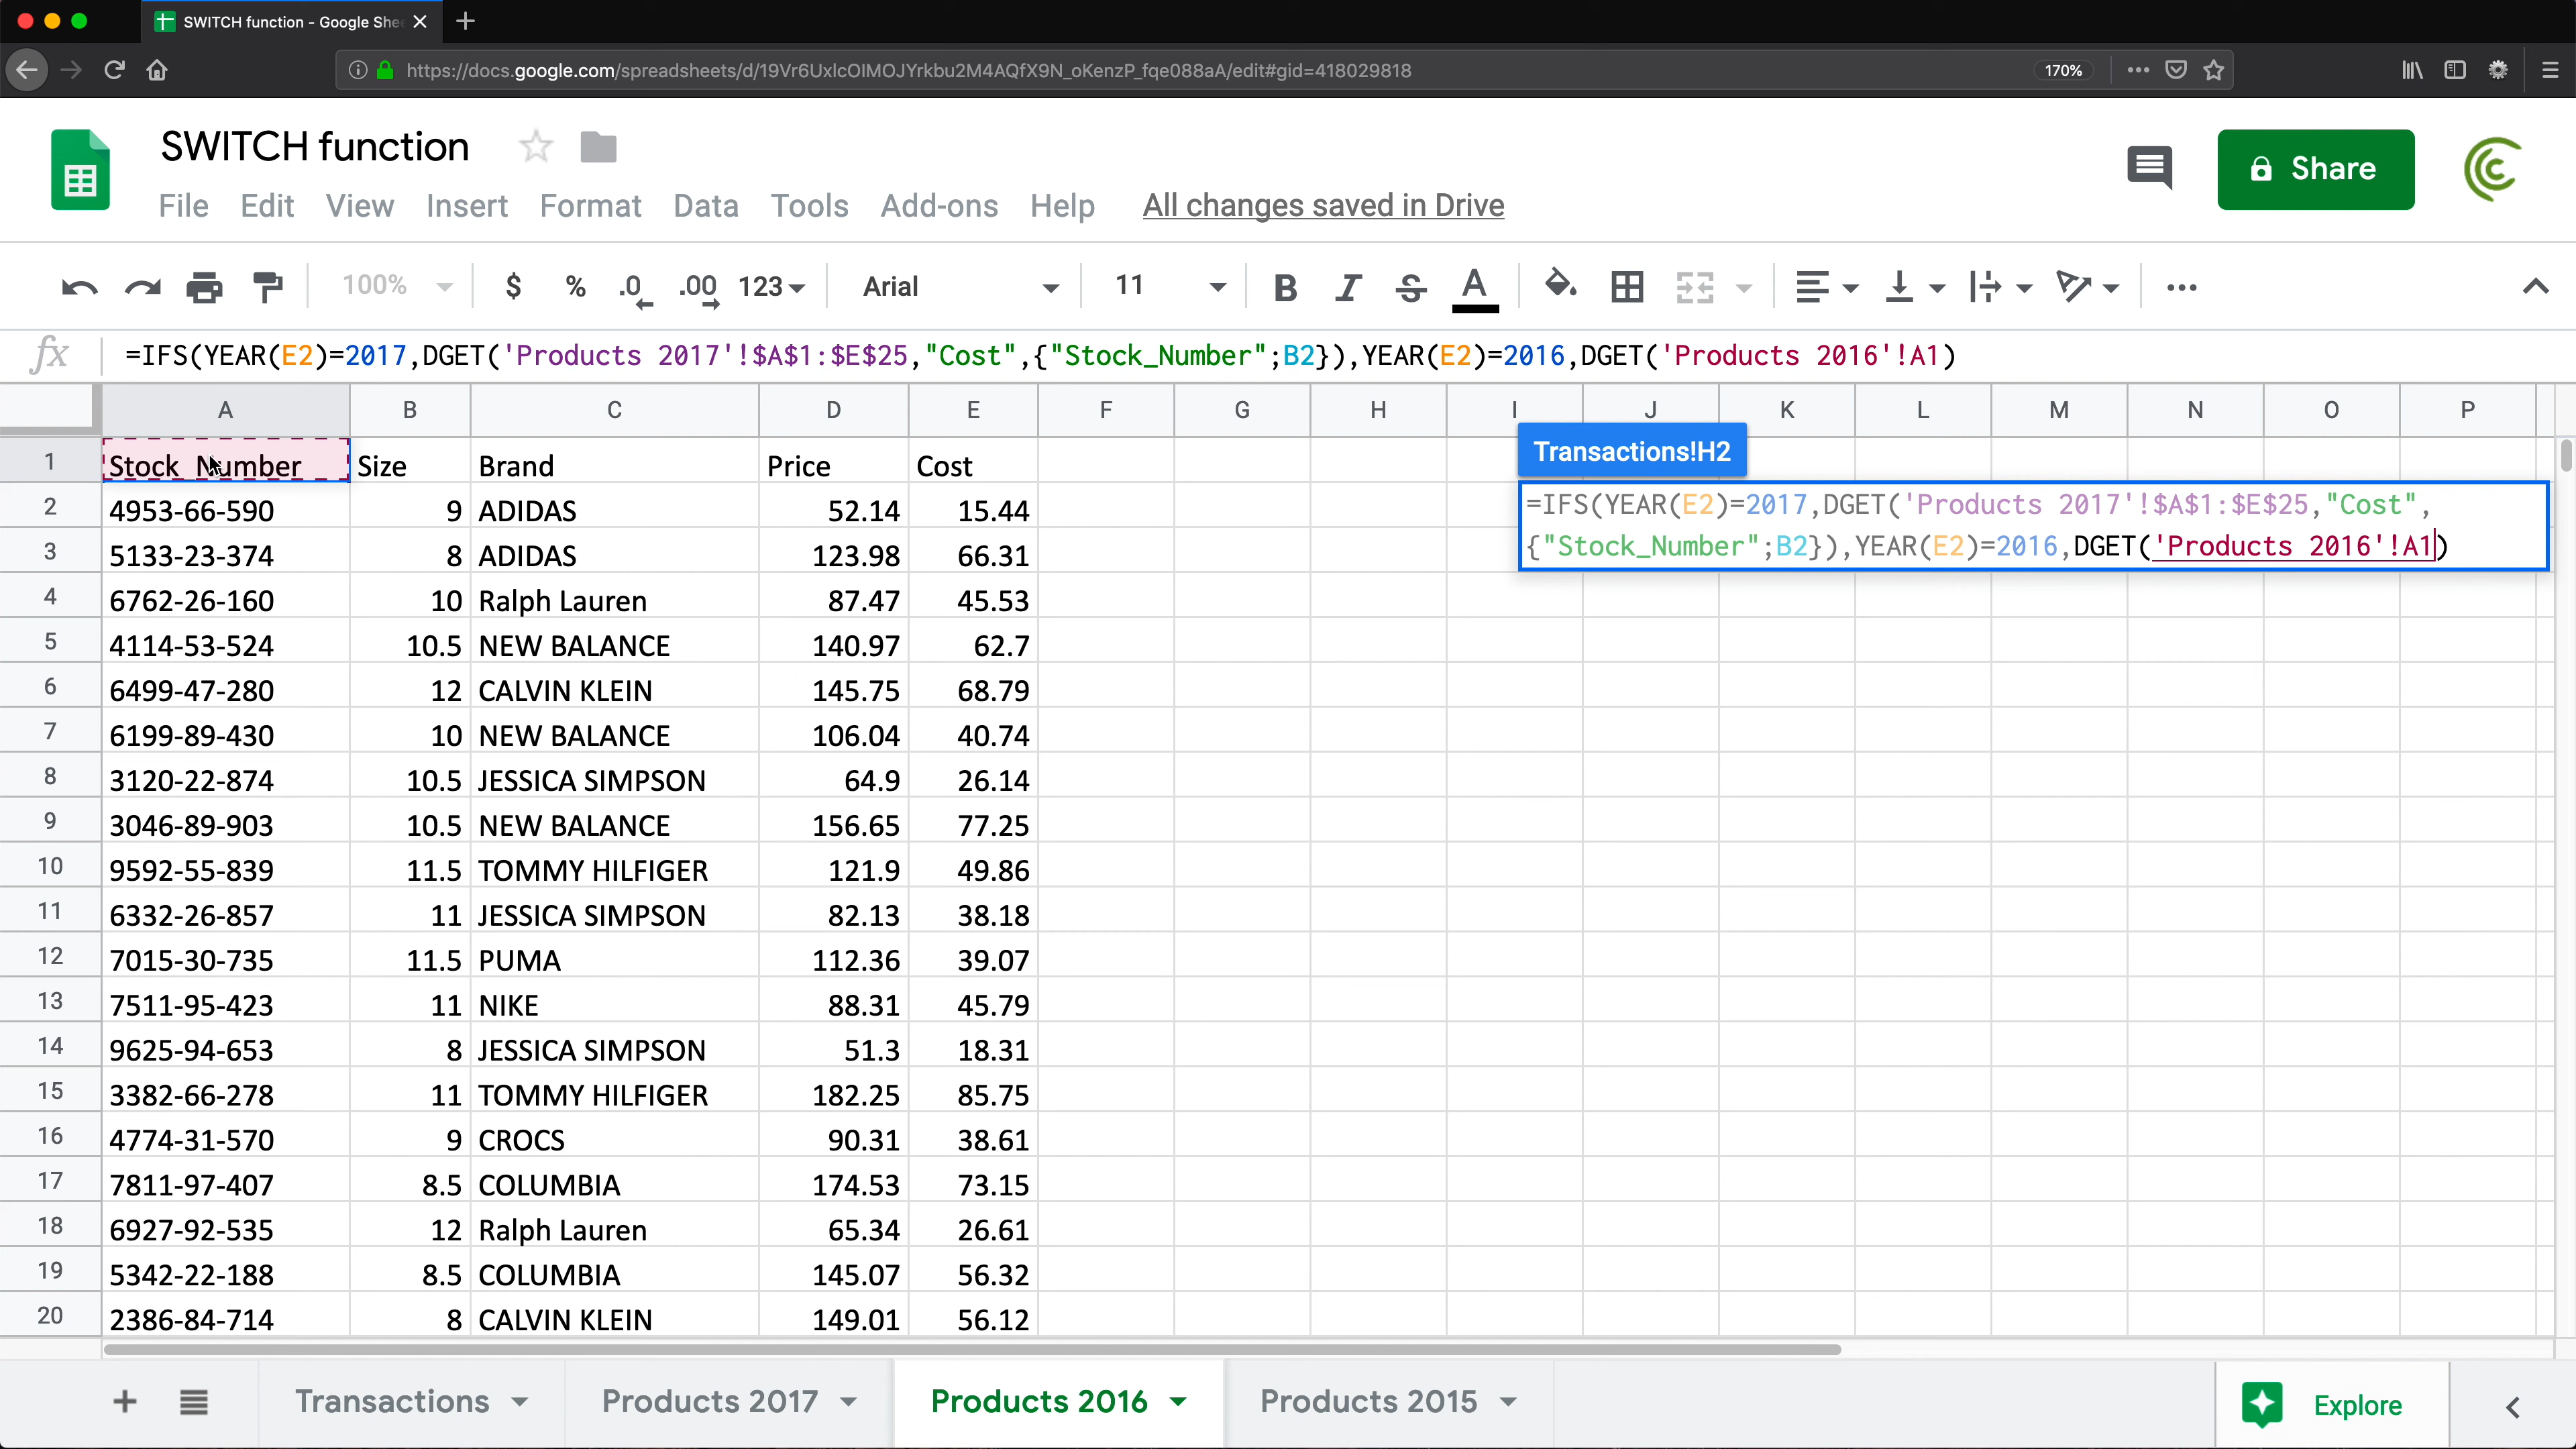 SWITCH function - Google She
https://docs.google.com/spreadsheets/d/19Vr6UxlcOIMOJYrkbu2M4AQfX9N_oKenzP_fqe088aA/edit#gid=418029818 170%
SWITCH function
Share
File Edit View Insert Format Data Tools Add-ons Help All changes saved in Drive
100% $ % .0 .00 123 Arial 11 B I S A
fx =IFS(YEAR(E2)=2017,DGET('Products 2017'!$A$1:$E$25,"Cost",{"Stock_Number";B2}),YEAR(E2)=2016,DGET('Products 2016'!A1)
A B C D E F G H I J K L M N O P
Transactions!H2
1 Stock_Number Size Brand Price Cost
=IFS(YEAR(E2)=2017,DGET('Products 2017'!$A$1:$E$25,"Cost",
{"Stock_Number";B2}),YEAR(E2)=2016,DGET('Products 2016'!A1)
2 4953-66-590 9 ADIDAS 52.14 15.44
3 5133-23-374 8 ADIDAS 123.98 66.31
4 6762-26-160 10 Ralph Lauren 87.47 45.53
5 4114-53-524 10.5 NEW BALANCE 140.97 62.7
6 6499-47-280 12 CALVIN KLEIN 145.75 68.79
7 6199-89-430 10 NEW BALANCE 106.04 40.74
8 3120-22-874 10.5 JESSICA SIMPSON 64.9 26.14
9 3046-89-903 10.5 NEW BALANCE 156.65 77.25
10 9592-55-839 11.5 TOMMY HILFIGER 121.9 49.86
11 6332-26-857 11 JESSICA SIMPSON 82.13 38.18
12 7015-30-735 11.5 PUMA 112.36 39.07
13 7511-95-423 11 NIKE 88.31 45.79
14 9625-94-653 8 JESSICA SIMPSON 51.3 18.31
15 3382-66-278 11 TOMMY HILFIGER 182.25 85.75
16 4774-31-570 9 CROCS 90.31 38.61
17 7811-97-407 8.5 COLUMBIA 174.53 73.15
18 6927-92-535 12 Ralph Lauren 65.34 26.61
19 5342-22-188 8.5 COLUMBIA 145.07 56.32
20 2386-84-714 8 CALVIN KLEIN 149.01 56.12
Transactions Products 2017 Products 2016 Products 2015 Explore